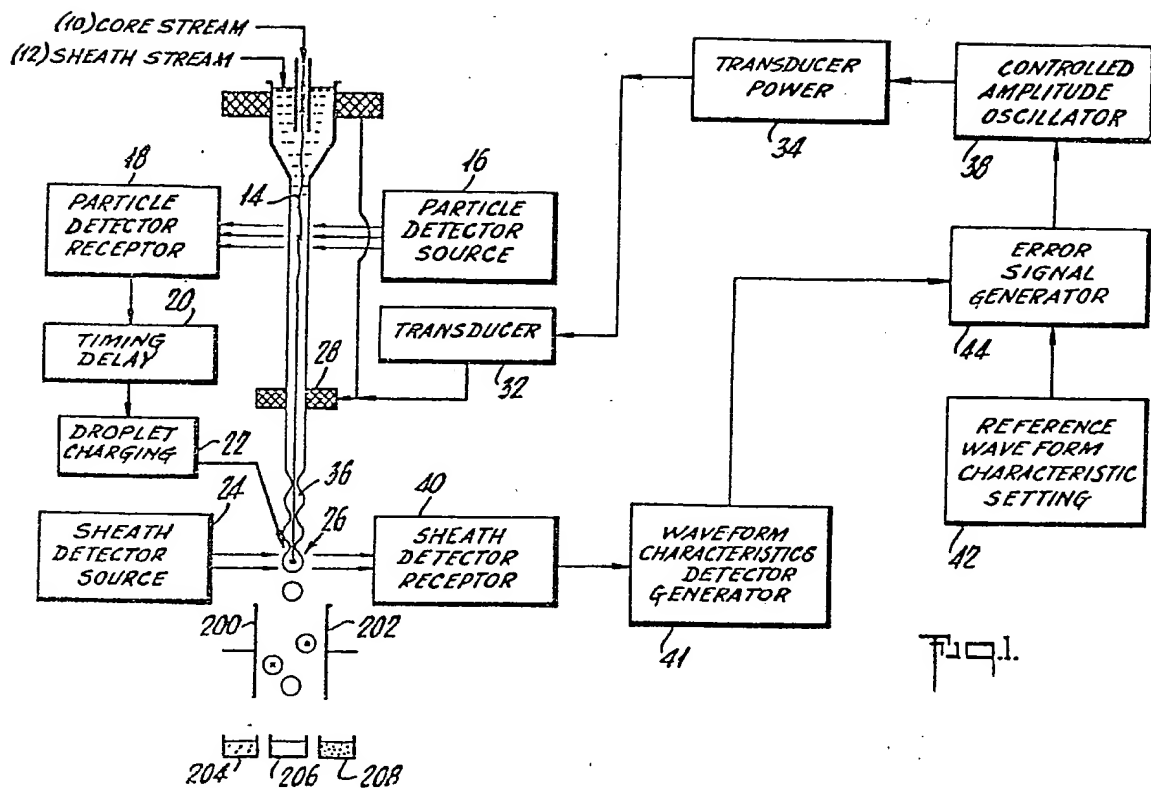 (10) CORE STREAM
(12) SHEATH STREAM
TRANSDUCER
POWER
34
CONTROLLED
AMPLITUDE
OSCILLATOR
38
18
PARTICLE
DETECTOR
RECEPTOR
14
16
PARTICLE
DETECTOR
SOURCE
ERROR
SIGNAL
GENERATOR
44
20
TIMING
DELAY
TRANSDUCER
32
28
DROPLET
CHARGING
22
REFERENCE
WAVE FORM
CHARACTERISTIC
SETTING
42
24
SHEATH
DETECTOR
SOURCE
36
26
40
SHEATH
DETECTOR
RECEPTOR
WAVEFORM
CHARACTERISTICS
DETECTOR
GENERATOR
41
200
202
Fig.1.
204
206
208